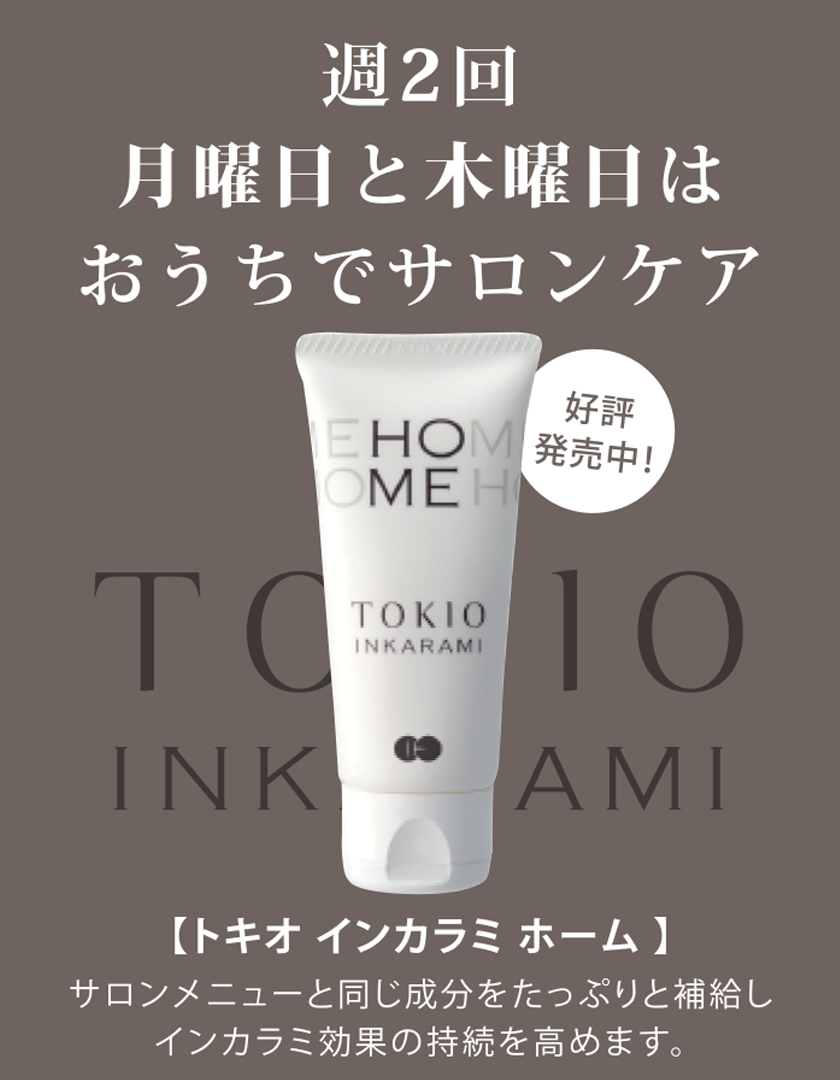 週2回
月曜日と木曜日は
おうちでサロンケア
好評
発売中!
HOME HOME
HOME HO
TOKIO
INKARAMI
TOKIO
INKARAMI
【トキオ インカラミ ホーム 】
サロンメニューと同じ成分をたっぷりと補給し
インカラミ効果の持続を高めます。